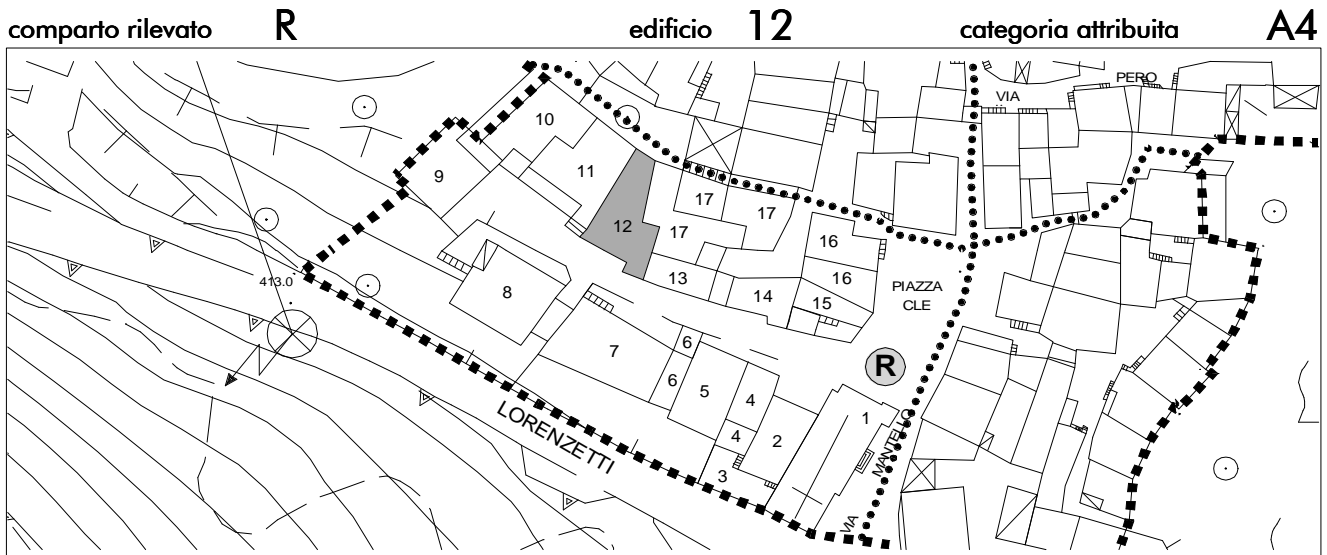 comparto rilevato R edificio 12 categoria attribuita A4
PERO
VIA
10
11
9
12
17
17
17
16
16
13
14
15
8
413.0
PIAZZA
CLE
7
6
6
5
4
4
2
3
1
R
LORENZETTI
VIA MANTELLO